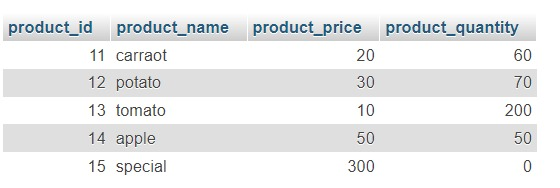 product_id product_name product_price product_quantity
11 carraot 20 60
12 potato 30 70
13 tomato 10 200
14 apple 50 50
15 special 300 0